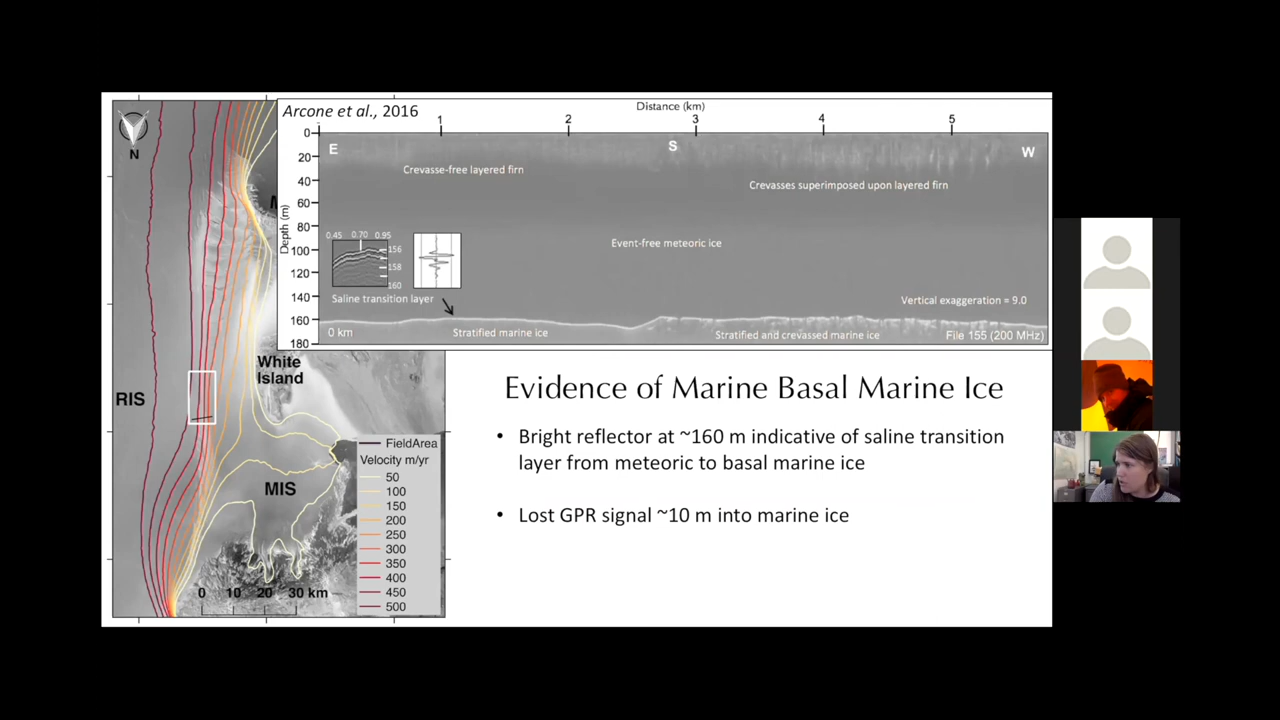 Arcone et al., 2016
Distance (km)
1 2 3 4 5
0
20
40
60
80
100
120
140
160
180
Depth (m)
E S W
Crevasse-free layered firn
Crevasses superimposed upon layered firn
Event-free meteoric ice
0.45 0.70 0.95
156
158
160
Saline transition layer
Vertical exaggeration = 9.0
0 km
Stratified marine ice
Stratified and crevassed marine ice
File 155 (200 MHz)
N
White
Island
RIS
MIS
FieldArea
Velocity m/yr
50
100
150
200
250
300
350
400
450
500
0 10 20 30 km
Evidence of Marine Basal Marine Ice
• Bright reflector at ~160 m indicative of saline transition
layer from meteoric to basal marine ice
• Lost GPR signal ~10 m into marine ice